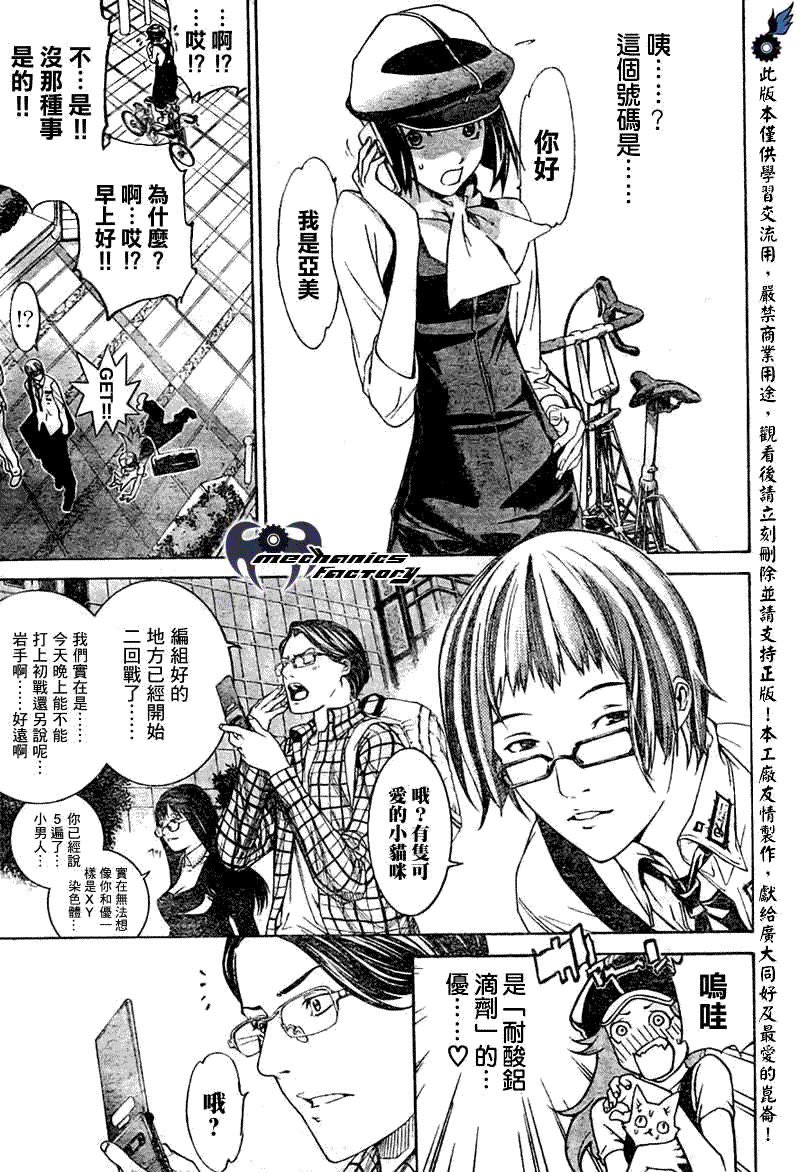 此版本僅供學習交流用，嚴禁商業用途，觀看後請立刻刪除並請支持正版！本工廠友情製作，獻給廣大同好及最愛的崑崙！
咦……？
這個號碼是……
你好
我是亞美
…啊!?
…哎!?
不…是!!
沒那種事
是的!!
為什麼？
啊…哎!?
早上好!!
!?
GET!!
mechanics
factory
哦？有隻可
愛的小貓咪
編組好的
地方已經開始
二回戰了……
我們實在是……
今天晚上能不能
打上初戰還另說呢…
岩手啊……好遠啊
實在無法想
像你和優一
樣是XY
染色體…
你已經說
5遍了…
小男人…
嗚哇
是「耐酸鋁
滴劑」的…
優……♡
哦？